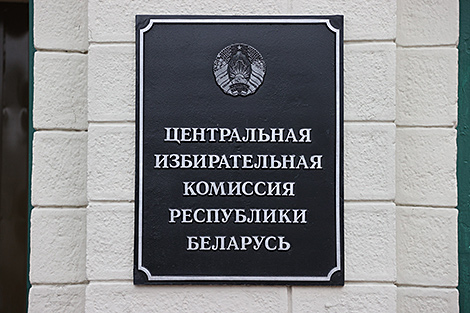 ЦЕНТРАЛЬНАЯ
ИЗБИРАТЕЛЬНАЯ
КОМИССИЯ
РЕСПУБЛИКИ
БЕЛАРУСЬ